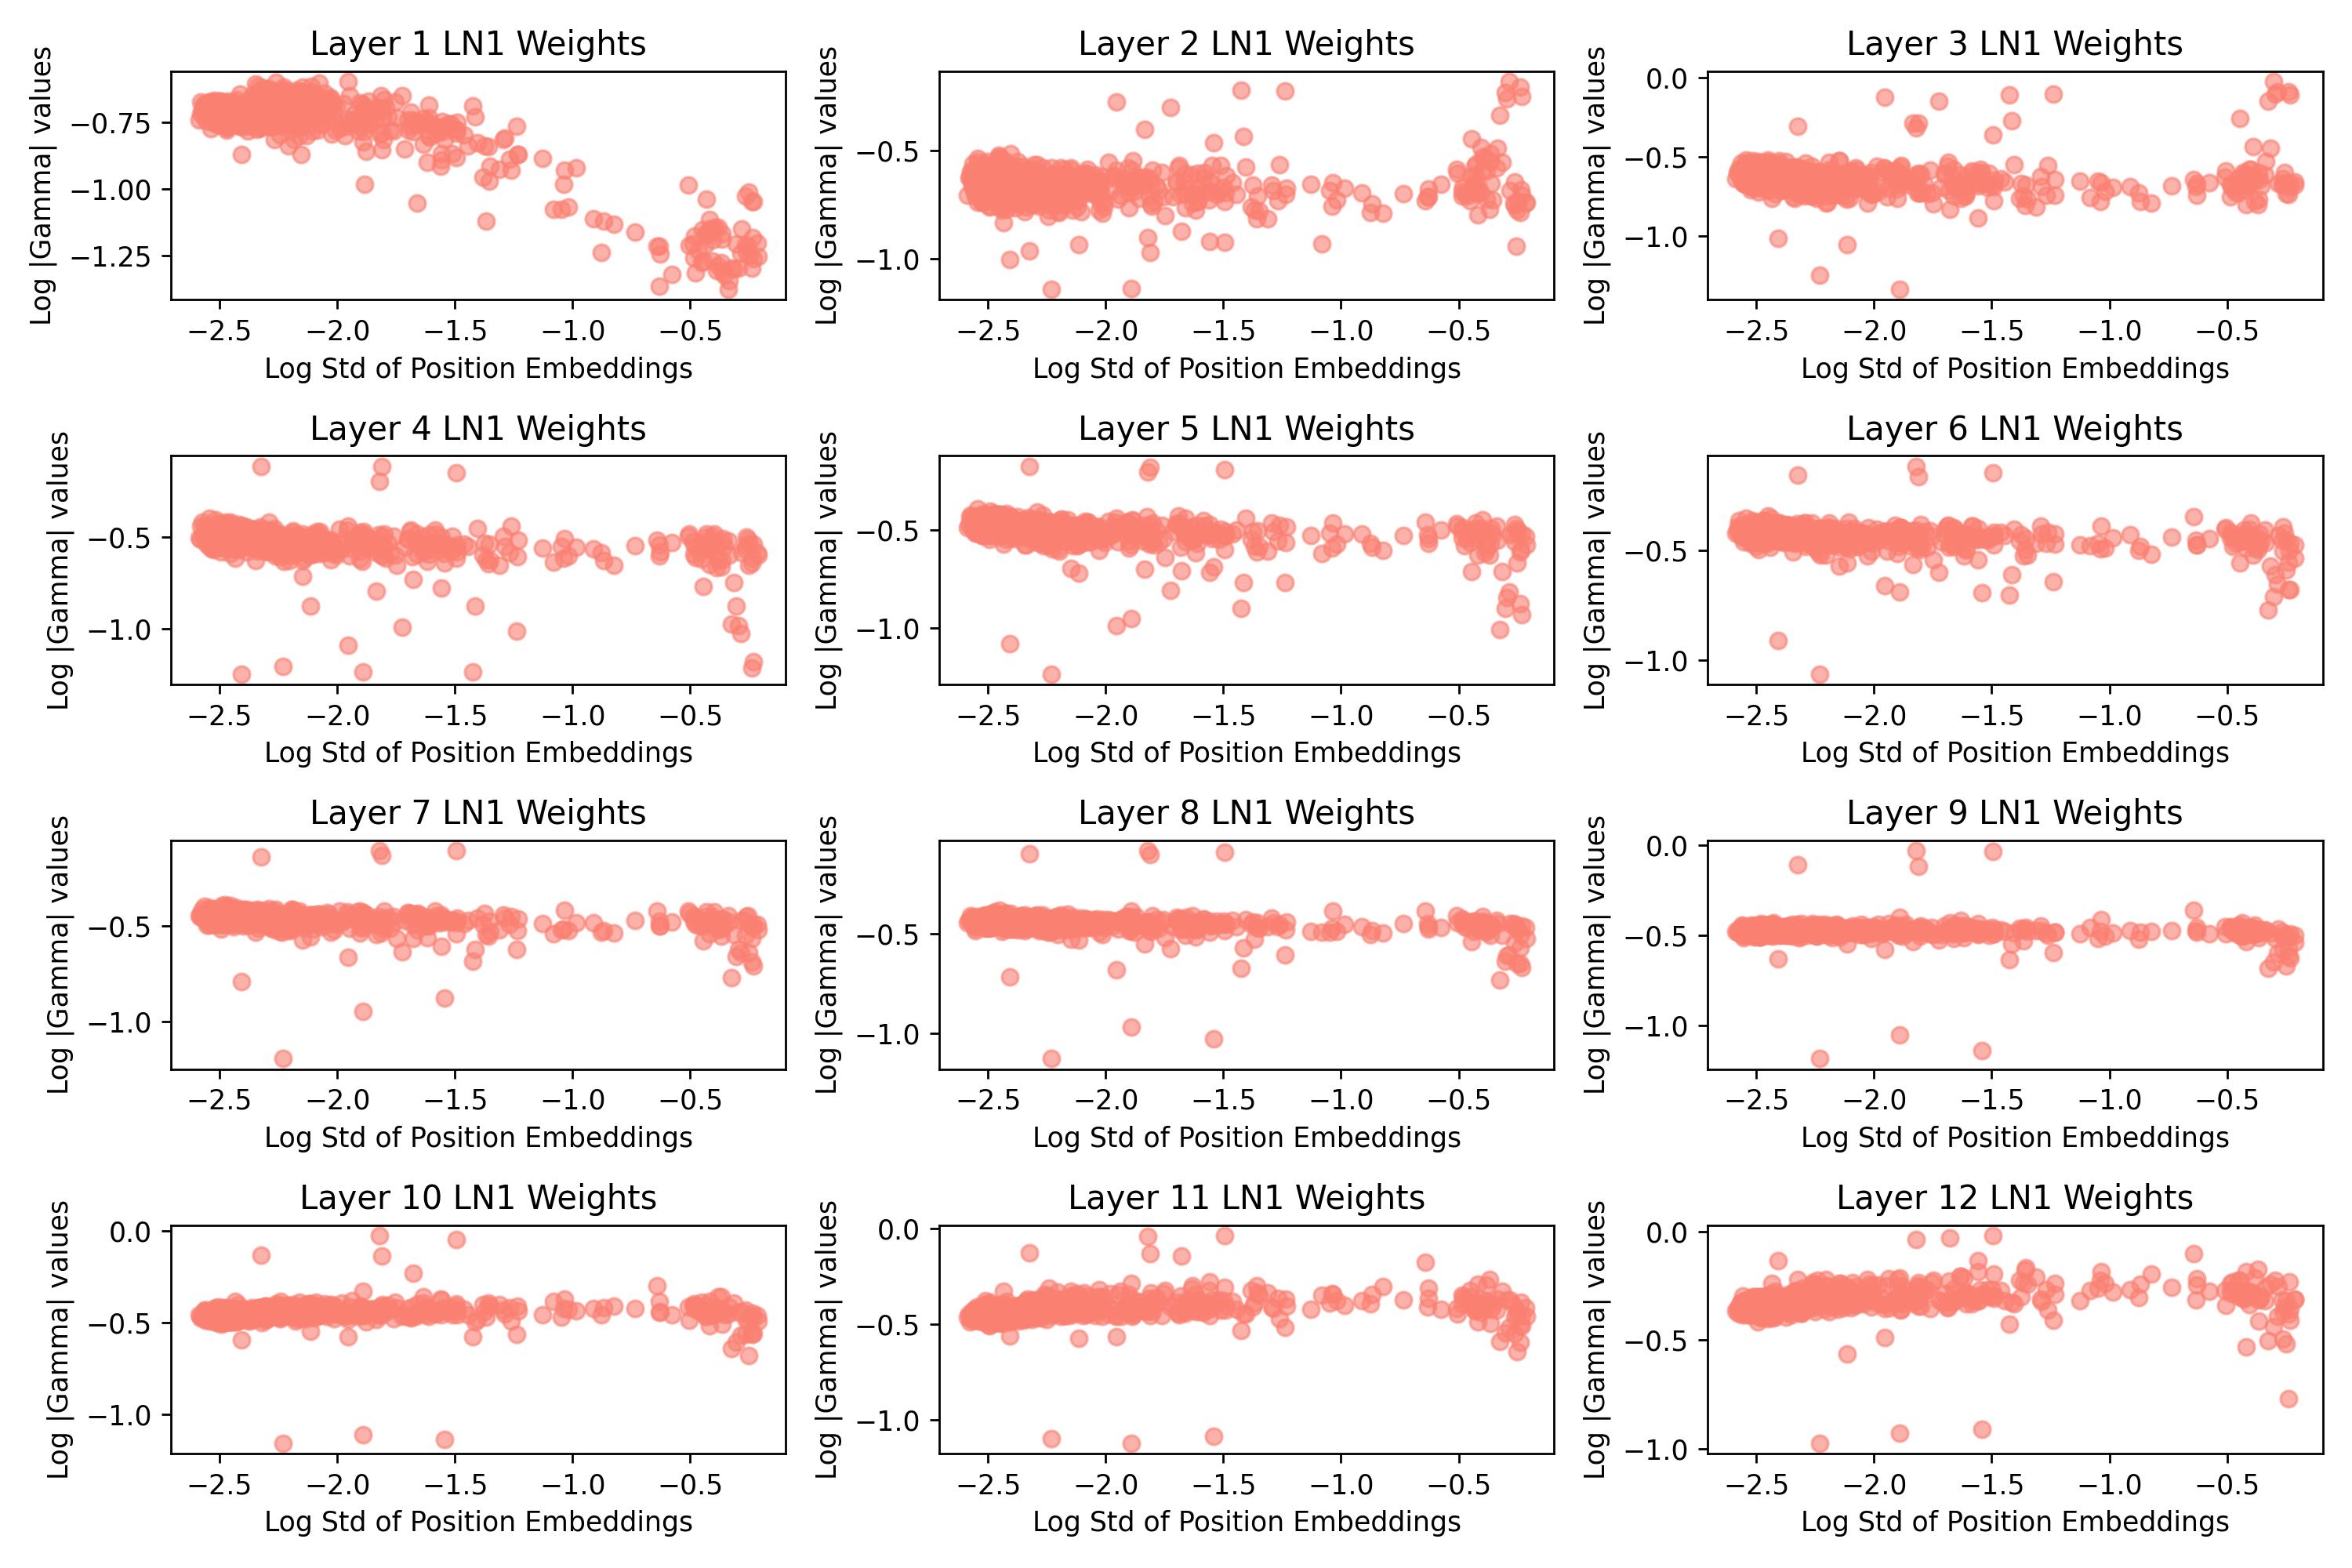 Layer 1 LN1 Weights
Log |Gamma| values
−0.75
−1.00
−1.25
−2.5 −2.0 −1.5 −1.0 −0.5
Log Std of Position Embeddings
Layer 2 LN1 Weights
Log |Gamma| values
−0.5
−1.0
−2.5 −2.0 −1.5 −1.0 −0.5
Log Std of Position Embeddings
Layer 3 LN1 Weights
Log |Gamma| values
0.0
−0.5
−1.0
−2.5 −2.0 −1.5 −1.0 −0.5
Log Std of Position Embeddings
Layer 4 LN1 Weights
Log |Gamma| values
−0.5
−1.0
−2.5 −2.0 −1.5 −1.0 −0.5
Log Std of Position Embeddings
Layer 5 LN1 Weights
Log |Gamma| values
−0.5
−1.0
−2.5 −2.0 −1.5 −1.0 −0.5
Log Std of Position Embeddings
Layer 6 LN1 Weights
Log |Gamma| values
−0.5
−1.0
−2.5 −2.0 −1.5 −1.0 −0.5
Log Std of Position Embeddings
Layer 7 LN1 Weights
Log |Gamma| values
−0.5
−1.0
−2.5 −2.0 −1.5 −1.0 −0.5
Log Std of Position Embeddings
Layer 8 LN1 Weights
Log |Gamma| values
−0.5
−1.0
−2.5 −2.0 −1.5 −1.0 −0.5
Log Std of Position Embeddings
Layer 9 LN1 Weights
Log |Gamma| values
0.0
−0.5
−1.0
−2.5 −2.0 −1.5 −1.0 −0.5
Log Std of Position Embeddings
Layer 10 LN1 Weights
Log |Gamma| values
0.0
−0.5
−1.0
−2.5 −2.0 −1.5 −1.0 −0.5
Log Std of Position Embeddings
Layer 11 LN1 Weights
Log |Gamma| values
0.0
−0.5
−1.0
−2.5 −2.0 −1.5 −1.0 −0.5
Log Std of Position Embeddings
Layer 12 LN1 Weights
Log |Gamma| values
0.0
−0.5
−1.0
−2.5 −2.0 −1.5 −1.0 −0.5
Log Std of Position Embeddings